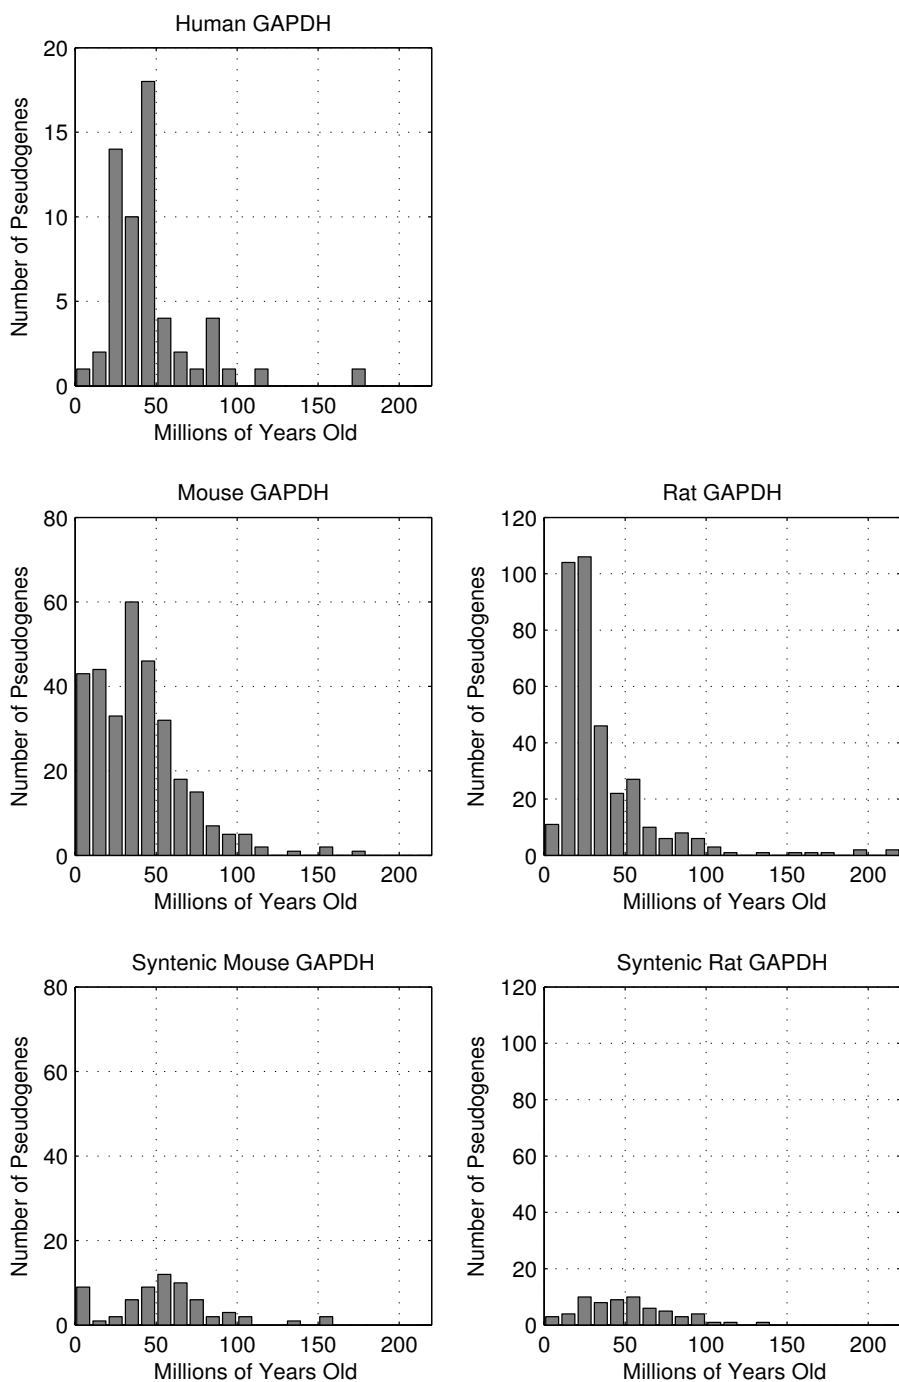 Human GAPDH
20
15
10
5
0
Number of Pseudogenes
0 50 100 150 200
Millions of Years Old
Mouse GAPDH
80
60
40
20
0
Number of Pseudogenes
0 50 100 150 200
Millions of Years Old
Rat GAPDH
120
100
80
60
40
20
0
Number of Pseudogenes
0 50 100 150 200
Millions of Years Old
Syntenic Mouse GAPDH
80
60
40
20
0
Number of Pseudogenes
0 50 100 150 200
Millions of Years Old
Syntenic Rat GAPDH
120
100
80
60
40
20
0
Number of Pseudogenes
0 50 100 150 200
Millions of Years Old